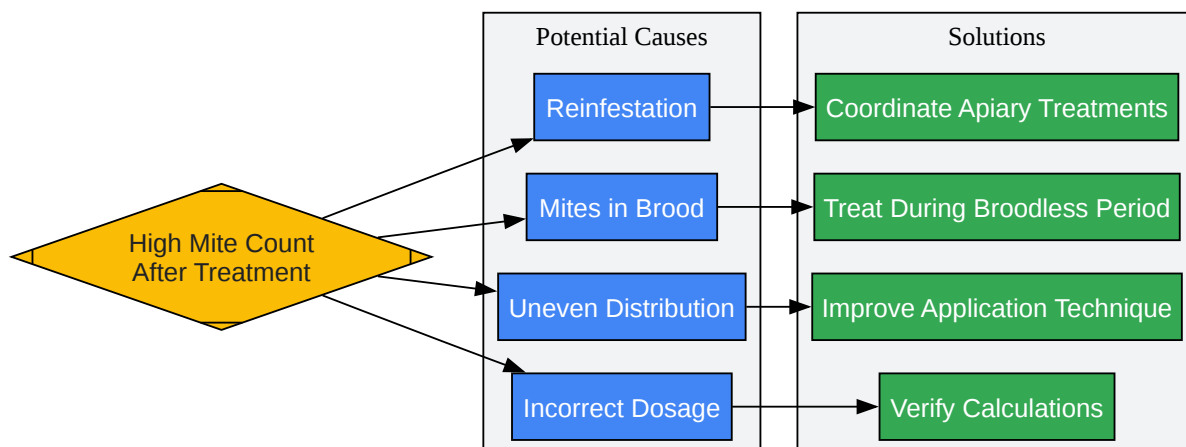 Potential Causes
Solutions
Reinfestation
Coordinate Apiary Treatments
Mites in Brood
Treat During Broodless Period
High Mite Count
After Treatment
Uneven Distribution
Improve Application Technique
Incorrect Dosage
Verify Calculations